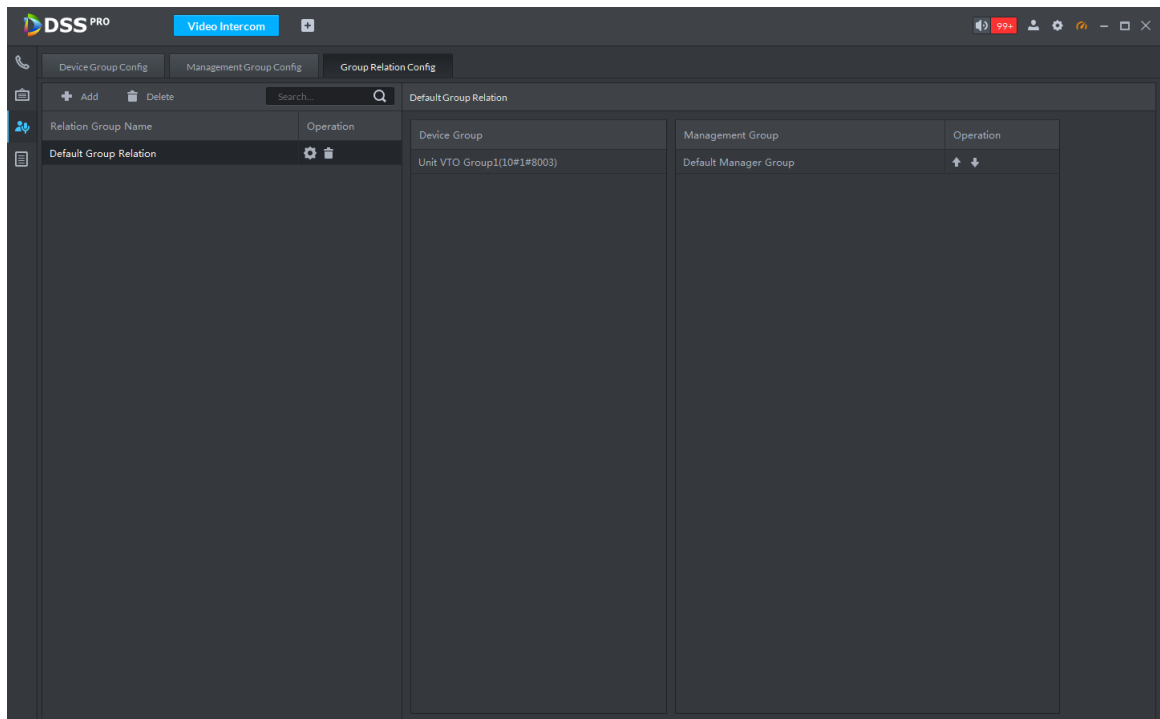 DSS PRO Video Intercom 99+
Device Group Config Management Group Config Group Relation Config
Add Delete Search... Default Group Relation
Relation Group Name Operation Device Group Management Group Operation
Default Group Relation Unit VTO Group1(10#1#8003) Default Manager Group